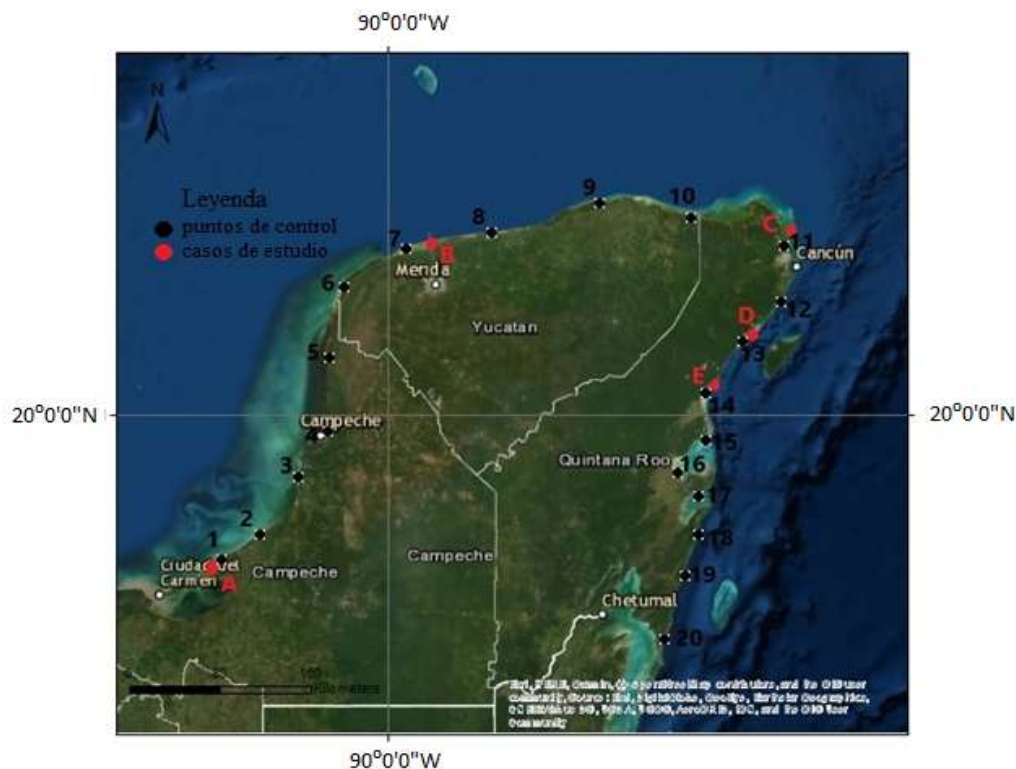 90°0'0"W
N
Leyenda
puntos de control
casos de estudio
9
10
8
C
11
7
B
Cancún
Merida
6
12
D
Yucatan
13
5
E
20°0'0"N
20°0'0"N
14
Campeche
4
15
Quintana Roo
16
3
17
2
18
1
Campeche
Ciudad del
Carmen
A
Campeche
19
Chetumal
20
100
Kilometers
community
90°0'0"W